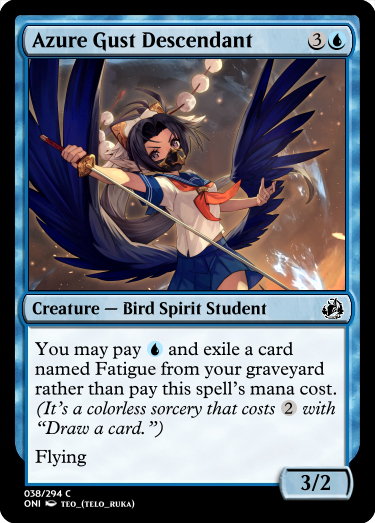 Azure Gust Descendant 3
Creature — Bird Spirit Student
You may pay and exile a card
named Fatigue from your graveyard
rather than pay this spell's mana cost.
(It's a colorless sorcery that costs 2 with
“Draw a card.”)
Flying
3/2
038/294 C
ONI TEO_(TELO_RUKA)